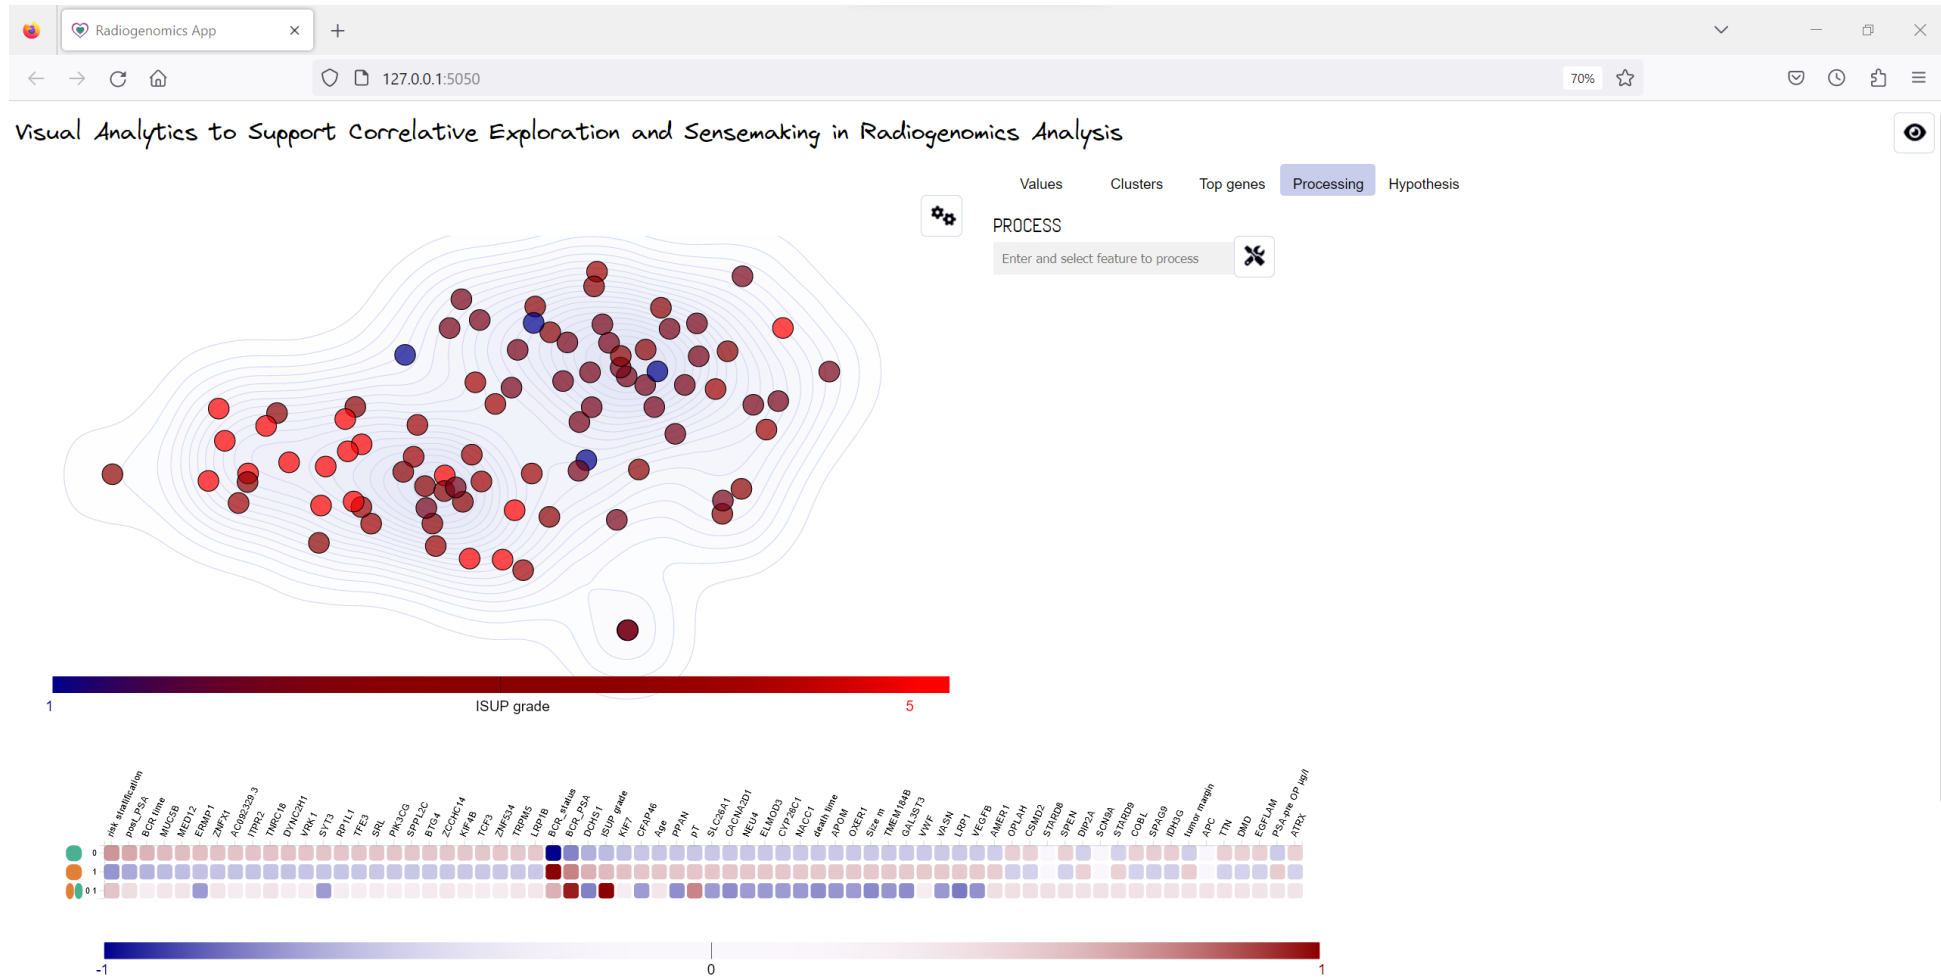 Radiogenomics App
127.0.0.1:5050
70%
Visual Analytics to Support Correlative Exploration and Sensemaking in Radiogenomics Analysis
Values Clusters Top genes Processing Hypothesis
PROCESS
Enter and select feature to process
1 ISUP grade 5
risk stratification
post_PSA
BCR time
MUC5B
MED12
ERMP1
ZNFX1
AC092329.3
ITPR2
TNRC18
DYNC2H1
VRK1
SYT3
RP1L1
TFE3
SRL
PIK3CG
SPPL2C
BTG4
ZCCHC14
KIF4B
TCF3
ZNF534
TRPM5
LRP1B
BCR_status
BCR_PSA
DCHS1
ISUP grade
KIF7
CFAP46
Age
PPAN
pT
SLC26A1
CACNA2D1
NEU4
ELMOD3
CYP26C1
NACC1
death time
APOM
OXER1
Size m
TMEM184B
GAL3ST3
VWF
VASN
LRP1
VEGFB
AMER1
OPLAH
CSMD2
STARD8
SPEN
DIP2A
SCN9A
STARD9
COBL
SPAG9
IDH3G
tumor margin
APC
TTN
DMD
EGFLAM
PSA-pre OP µg/l
ATRX
0
1
0 1
-1 0 1